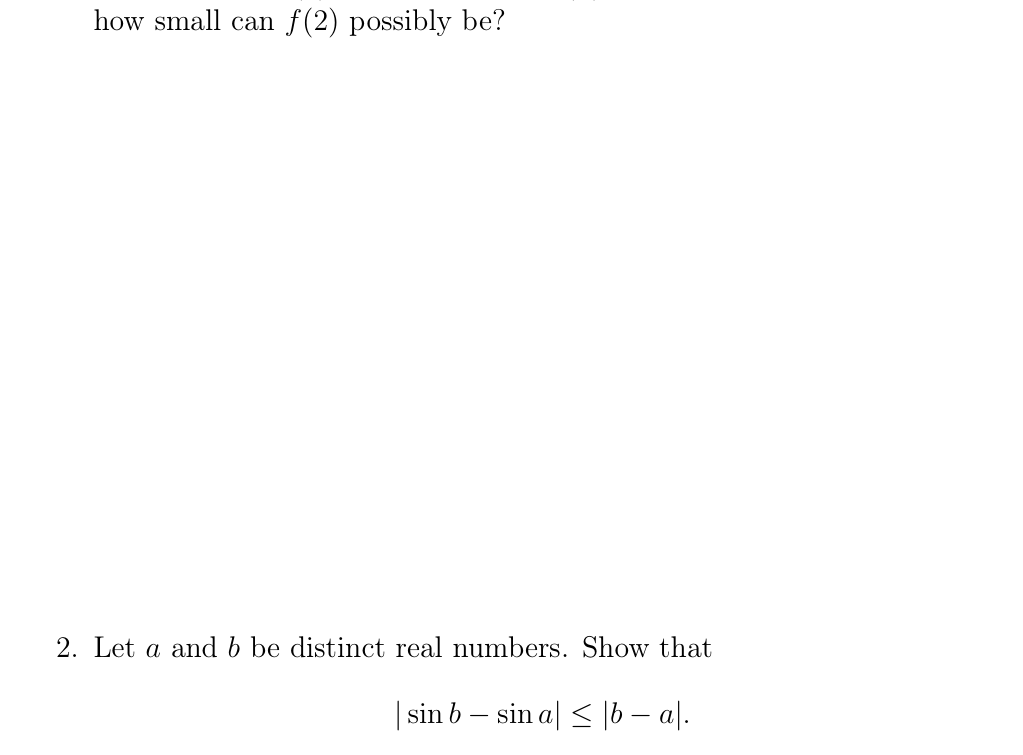 how small can f(2) possibly be?
2. Let a and b be distinct real numbers. Show that
| sin b − sin a| ≤ |b − a|.